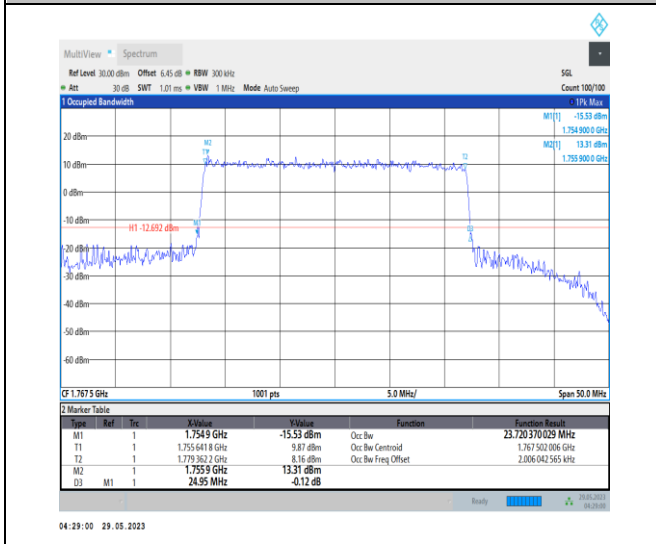 MultiView Spectrum
Ref Level 30.00 dBm Offset 6.45 dB RBW 300 kHz SGL
Att 30 dB SWT 1.01 ms VBW 1 MHz Mode Auto Sweep Count 100/100
1 Occupied Bandwidth 1Pk Max
M1[1] -15.53 dBm
1.754 900 0 GHz
M2[1] 13.31 dBm
1.755 900 0 GHz
20 dBm
M2
T1
T2
10 dBm
0 dBm
-10 dBm
M1
H1 -12.692 dBm
D3
-20 dBm
-30 dBm
-40 dBm
-50 dBm
-60 dBm
CF 1.767 5 GHz 1001 pts 5.0 MHz/ Span 50.0 MHz
2 Marker Table
Type Ref Trc X-Value Y-Value Function Function Result
M1 1 1.754 9 GHz -15.53 dBm Occ Bw 23.720 370 029 MHz
T1 1 1.755 641 8 GHz 9.87 dBm Occ Bw Centroid 1.767 502 006 GHz
T2 1 1.779 362 2 GHz 8.16 dBm Occ Bw Freq Offset 2.006 042 565 kHz
M2 1 1.755 9 GHz 13.31 dBm
D3 M1 1 24.95 MHz -0.12 dB
Ready 29.05.2023
04:29:00
04:29:00 29.05.2023